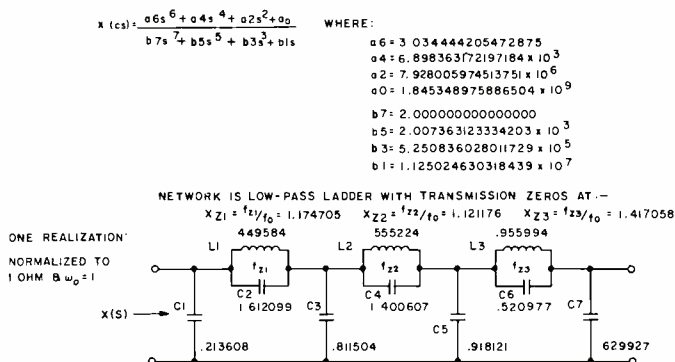 x (cs) = a6s^6 + a4s^4 + a2s^2 + a0 / b7s^7 + b5s^5 + b3s^3 + b1s
WHERE:
a6 = 3 034444205472875
a4 = 6.898363172197184 x 10^3
a2 = 7.928005974513751 x 10^6
a0 = 1.845348975886504 x 10^9
b7 = 2.000000000000000
b5 = 2.007363123334203 x 10^3
b3 = 5.250836028011729 x 10^5
b1 = 1.125024630318439 x 10^7
NETWORK IS LOW-PASS LADDER WITH TRANSMISSION ZEROS AT:-
XZ1 = fz1/fo = 1.174705 XZ2 = fz2/fo = 1.121176 XZ3 = fz3/fo = 1.417058
ONE REALIZATION:
NORMALIZED TO
1 OHM & ωo = 1
449584 555224 .955994
L1 L2 L3
fz1 fz2 fz3
C2 C4 C6
1 612099 1 400607 .520977
X(S)
C1 C3 C5 C7
.213608 .811504 .918121 629927